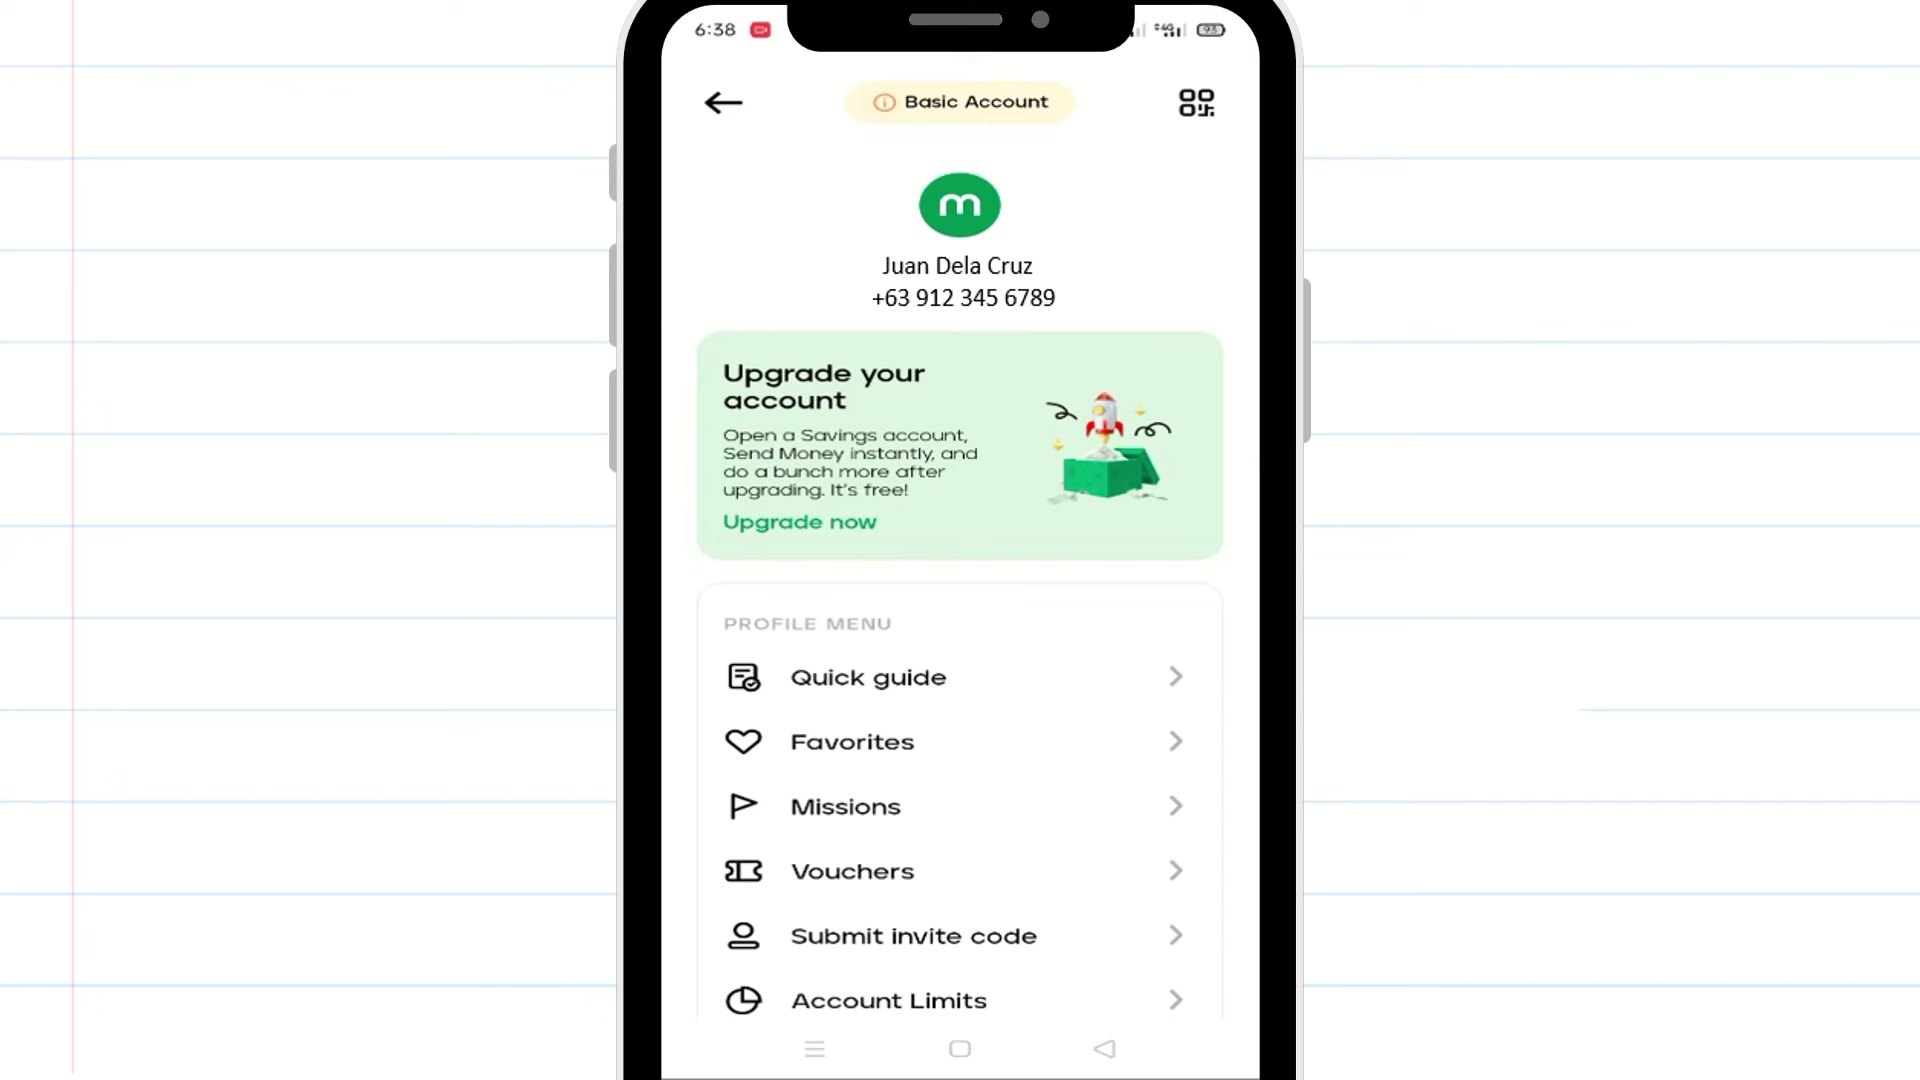 6:38
4G
93
Basic Account
m
Juan Dela Cruz
+63 912 345 6789
Upgrade your
account
Open a Savings account,
Send Money instantly, and
do a bunch more after
upgrading. It's free!
Upgrade now
PROFILE MENU
Quick guide
Favorites
Missions
Vouchers
Submit invite code
Account Limits